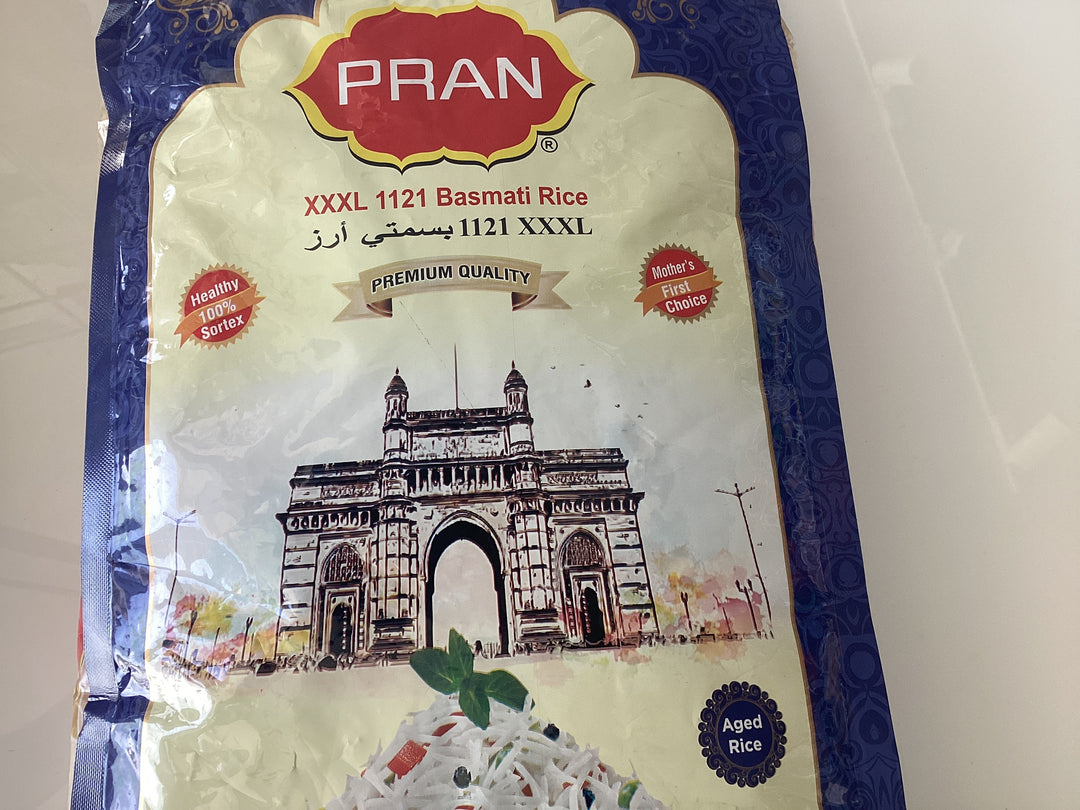 PRAN
®
XXXL 1121 Basmati Rice
1121 XXXL بسمتي أرز
PREMIUM QUALITY
Healthy
100%
Sortex
Mother's
First
Choice
Aged
Rice